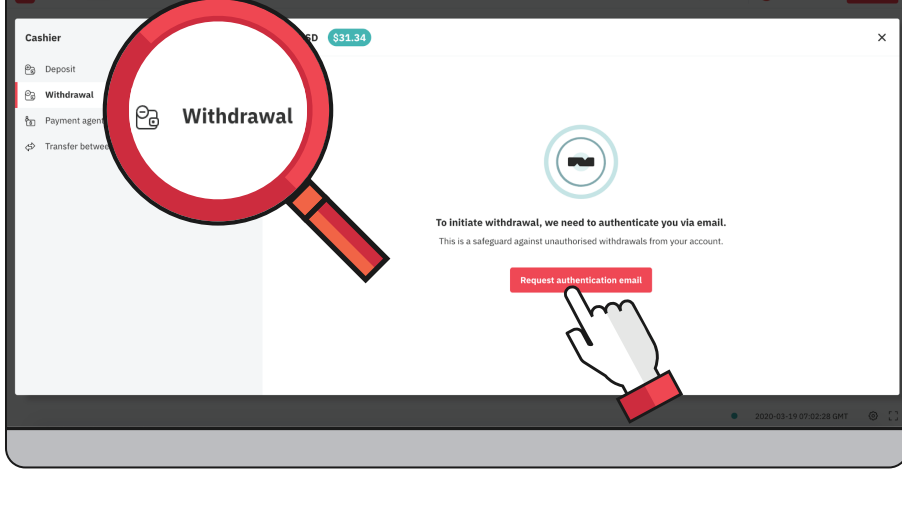 Cashier
SD $31.34
Deposit
Withdrawal
Payment agent
Transfer betwee
Withdrawal
To initiate withdrawal, we need to authenticate you via email.
This is a safeguard against unauthorised withdrawals from your account.
Request authentication email
2020-03-19 07:02:28 GMT